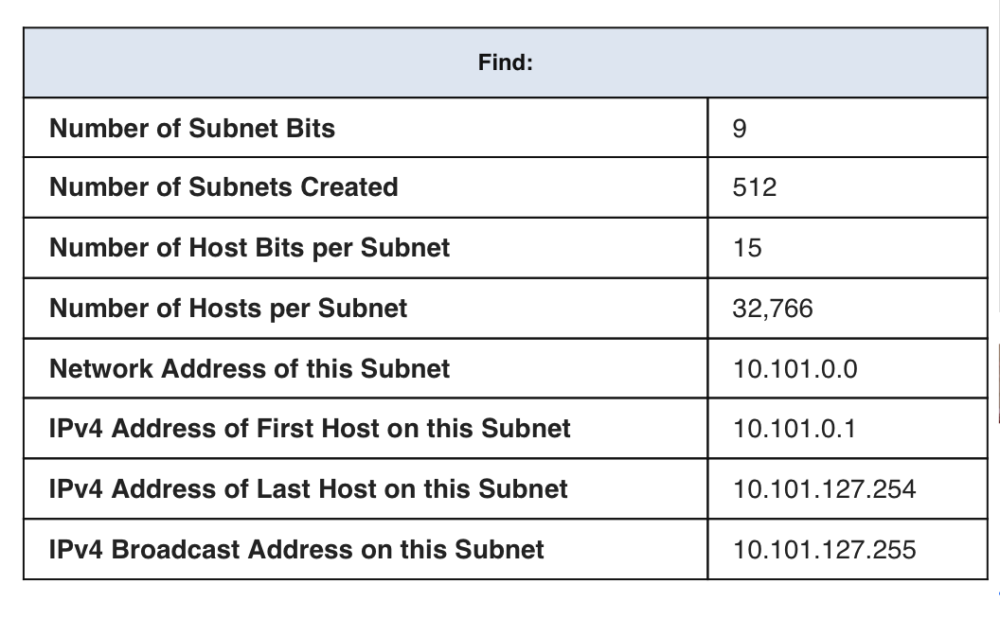 Find:
Number of Subnet Bits 9
Number of Subnets Created 512
Number of Host Bits per Subnet 15
Number of Hosts per Subnet 32,766
Network Address of this Subnet 10.101.0.0
IPv4 Address of First Host on this Subnet 10.101.0.1
IPv4 Address of Last Host on this Subnet 10.101.127.254
IPv4 Broadcast Address on this Subnet 10.101.127.255